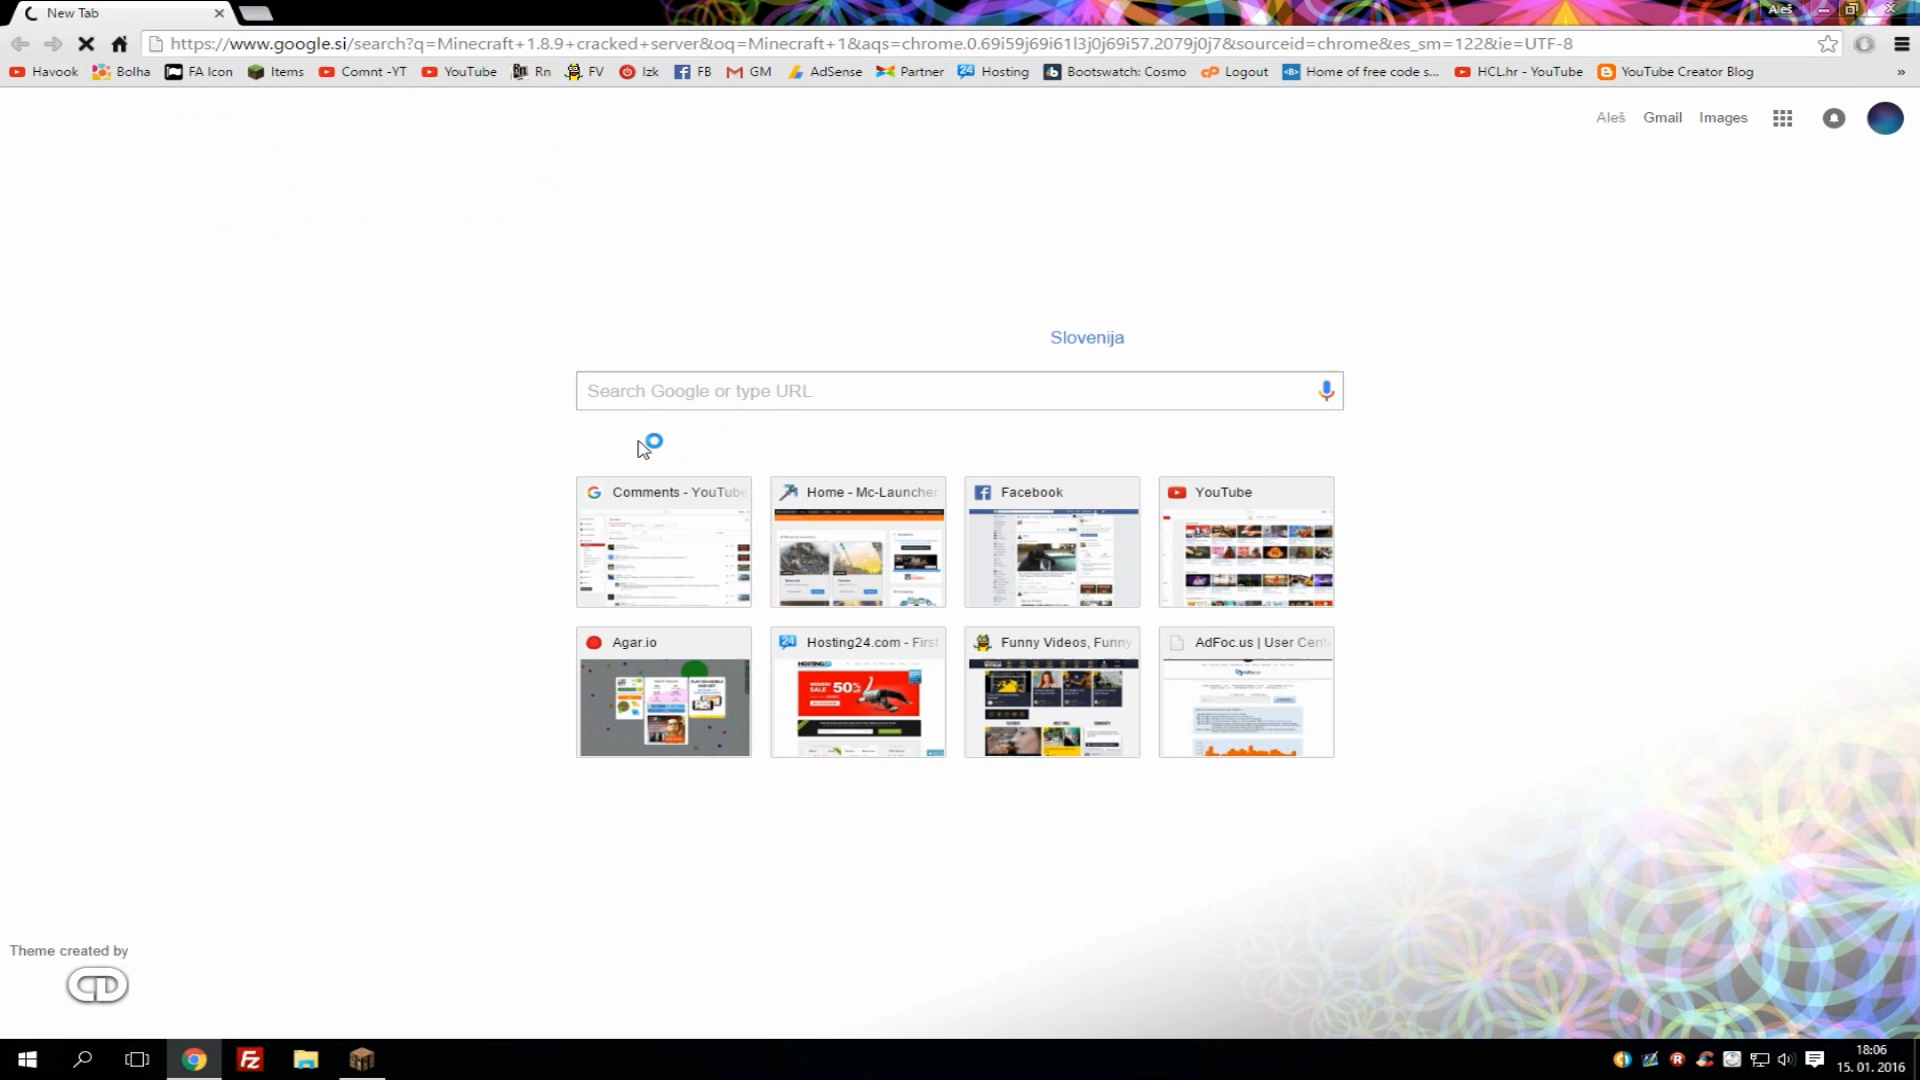 New Tab
Aleš
https://www.google.si/search?q=Minecraft+1.8.9+cracked+server&oq=Minecraft+1&aqs=chrome.0.69i59j69i61l3j0j69i57.2079j0j7&sourceid=chrome&es_sm=122&ie=UTF-8
Havook Bolha FA Icon Items Comnt -YT YouTube Rn FV Izk FB GM AdSense Partner Hosting Bootswatch: Cosmo Logout Home of free code s... HCL.hr - YouTube YouTube Creator Blog »
Aleš Gmail Images
Slovenija
Search Google or type URL
Comments - YouTube Home - Mc-Launcher Facebook YouTube
Agar.io Hosting24.com - First Funny Videos, Funny AdFoc.us | User Cent
50%
Theme created by
18:06
15. 01. 2016